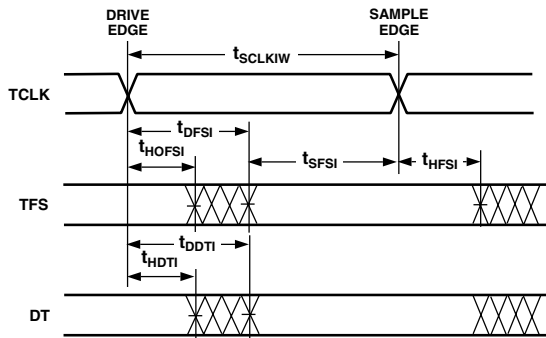 DRIVE
EDGE
SAMPLE
EDGE
tSCLKIW
TCLK
tDFSI
tHOFSI
tSFSI
tHFSI
TFS
tDDTI
tHDTI
DT